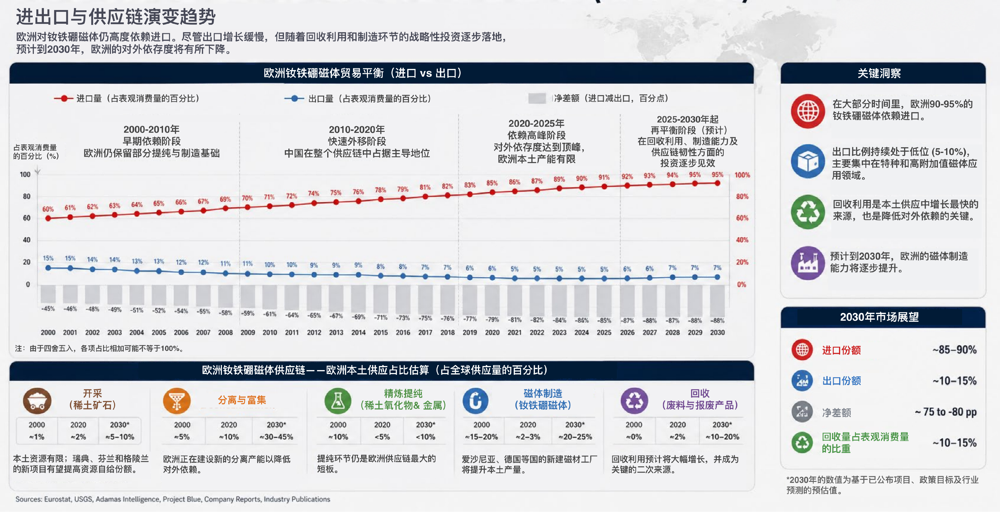 进出口与供应链演变趋势
欧洲对钕铁硼磁体仍高度依赖进口。尽管出口增长缓慢，但随着回收利用和制造环节的战略性投资逐步落地，
预计到2030年，欧洲的对外依存度将有所下降。
欧洲钕铁硼磁体贸易平衡（进口 vs 出口）
进口量（占表观消费量的百分比）
出口量（占表观消费量的百分比）
净差额（进口减出口，百分点）
占表观消费量
的百分比（%）
2000-2010年
早期依赖阶段
欧洲仍保留部分提纯与制造基础
2010-2020年
快速外移阶段
中国在整个供应链中占据主导地位
2020-2025年
依赖高峰阶段
对外依存度达到顶峰，
欧洲本土产能有限
2025-2030年起
再平衡阶段（预计）
在回收利用、制造能力及
供应链韧性方面的
投资逐步见效
100
80
60
40
20
0
60% 61% 62% 63% 64% 65% 66% 67% 69% 70% 71% 72% 74% 75% 76% 78% 79% 81% 82% 83% 85% 86% 87% 89% 90% 91% 92% 93% 94% 95% 95%
100%
80%
60%
40%
20%
0%
15% 15% 14% 14% 13% 13% 12% 12% 11% 11% 10% 10% 9% 9% 9% 8% 8% 7% 7% 6% 6% 5% 5% 5% 5% 5% 6% 6% 7% 7% 7%
-45% -46% -48% -49% -51% -52% -54% -55% -58% -59% -61% -64% -65% -67% -69% -71% -73% -75% -76% -77% -79% -81% -82% -84% -85% -85% -87% -88% -87% -88% -88%
2000 2001 2002 2003 2004 2005 2006 2007 2008 2009 2010 2011 2012 2013 2014 2015 2016 2017 2018 2019 2020 2021 2022 2023 2024 2025 2026 2027 2028 2029 2030
注：由于四舍五入，各项占比相加可能不等于100%。
关键洞察
在大部分时间里，欧洲90-95%的
钕铁硼磁体依赖进口。
出口比例持续处于低位 (5-10%)，
主要集中在特种和高附加值磁体应
用领域。
回收利用是本土供应中增长最快的
来源，也是降低对外依赖的关键。
预计到2030年，欧洲的磁体制造
能力将逐步提升。
2030年市场展望
进口份额 ~85–90%
出口份额 ~10–15%
净差额 ~ 75 to -80 pp
回收量占表观消费量
的比重 ~10–15%
*2030年的数值为基于已公布项目、政策目标及行业
预测的预估值。
欧洲钕铁硼磁体供应链——欧洲本土供应占比估算（占全球供应量的百分比）
开采
（稀土矿石）
2000 2020 2030*
≈1% ≈2% ≈5–10%
本土资源有限；瑞典、芬兰和格陵兰
的新项目有望提高资源自给份额。
分离与富集
2000 2020 2030*
≈5% ≈10% ≈30–45%
欧洲正在建设新的分离产能以降低
对外依赖。
精炼提纯
（稀土氧化物& 金属）
2000 2020 2030*
≈10% <5% <10%
提纯环节仍是欧洲供应链最大的
短板。
磁体制造
（钕铁硼磁体）
2000 2020 2030*
≈15–20% ≈2–3% ≈20–25%
爱沙尼亚、德国等国的新建磁材工厂
将提升本土产量。
回收
（废料与报废产品）
2000 2020 2030*
≈0% ≈2% ≈10–20%
回收利用预计将大幅增长，并成为
关键的二次来源。
Sources: Eurostat, USGS, Adamas Intelligence, Project Blue, Company Reports, Industry Publications